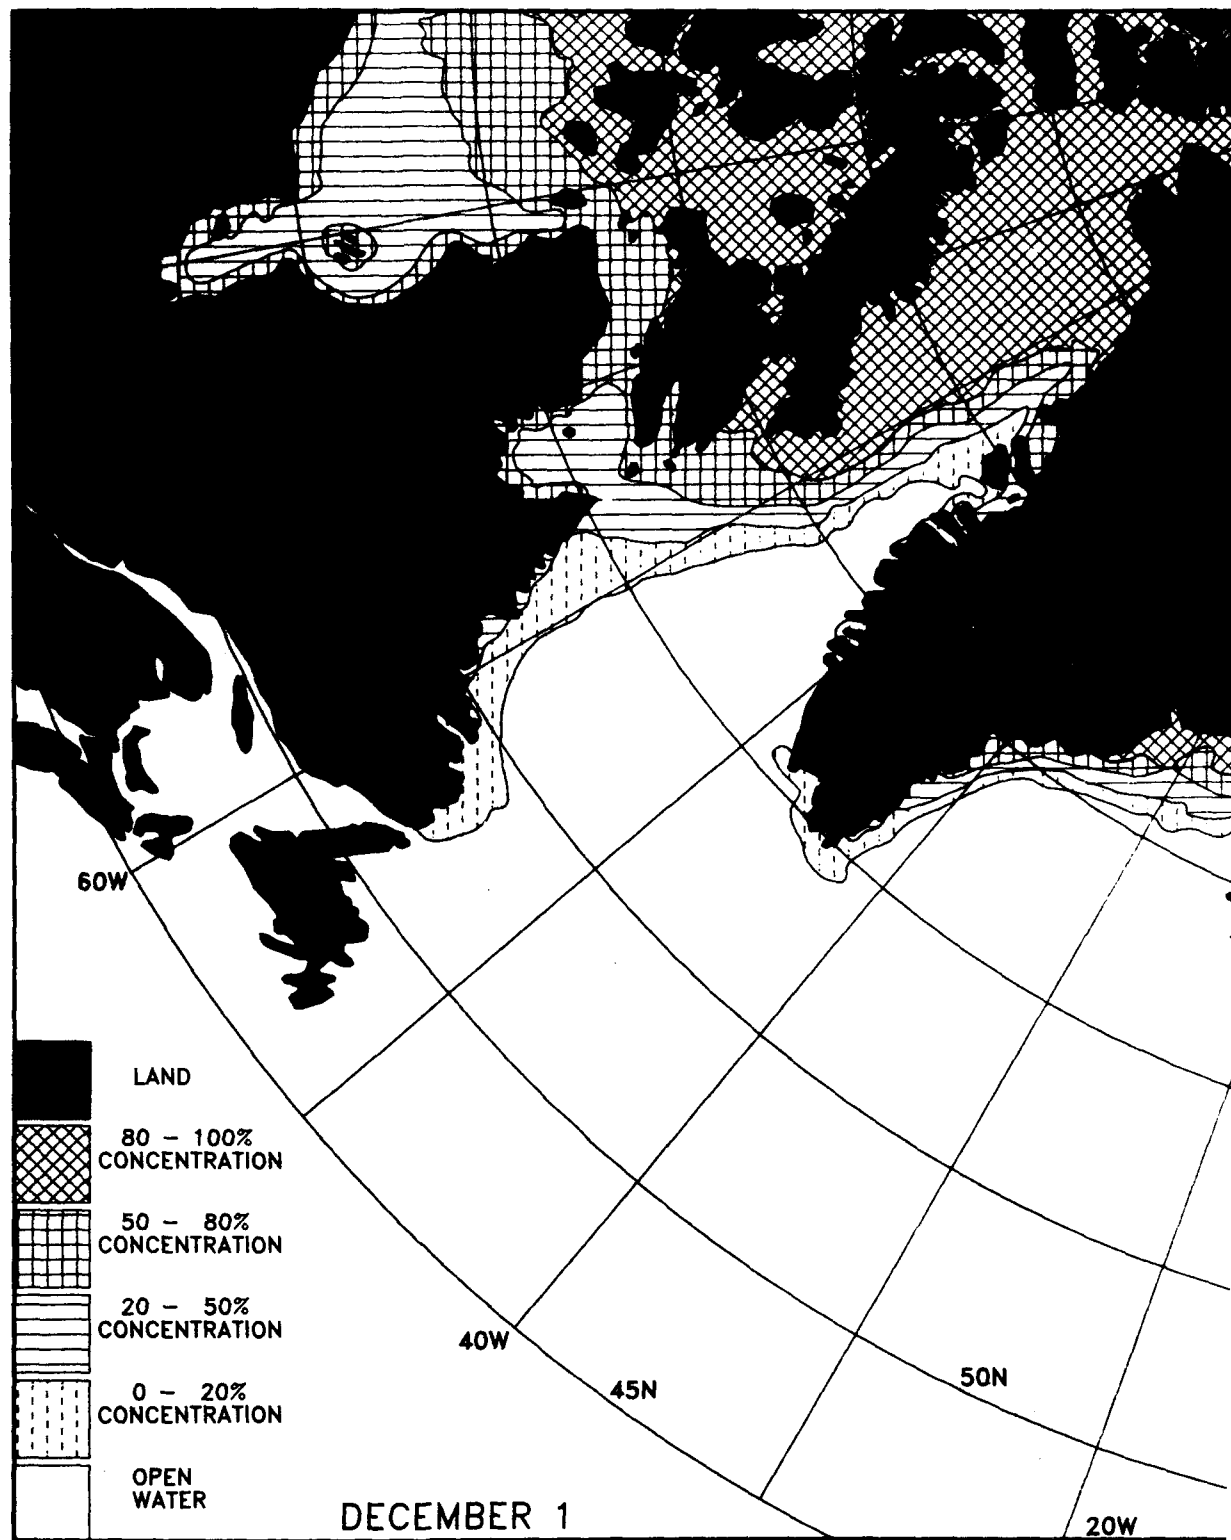 60W
LAND
80 - 100%
CONCENTRATION
50 - 80%
CONCENTRATION
20 - 50%
CONCENTRATION
0 - 20%
CONCENTRATION
OPEN
WATER
40W
45N
50N
20W
DECEMBER 1